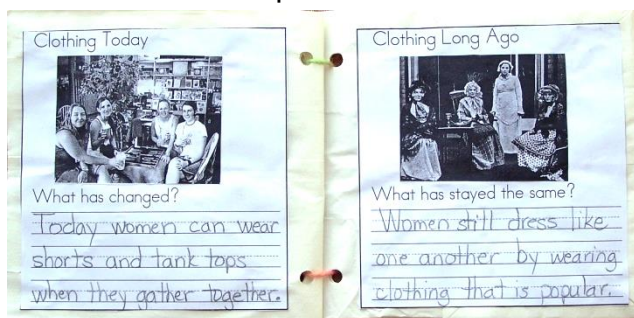 Clothing Today
What has changed?
Today women can wear
shorts and tank tops
when they gather together.
Clothing Long Ago
What has stayed the same?
Women still dress like
one another by wearing
clothing that is popular.